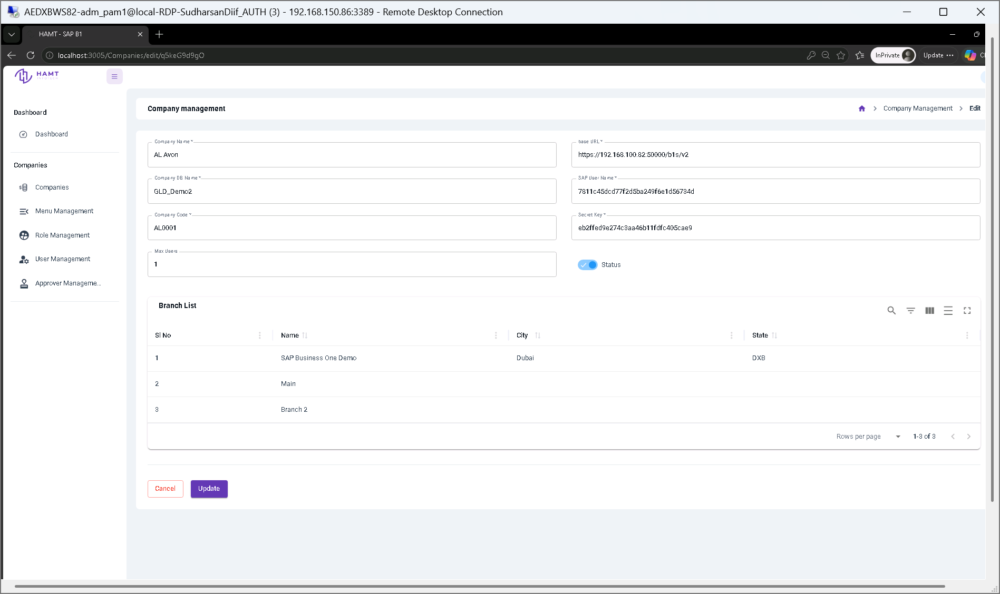 AEDXBWS82-adm_pam1@local-RDP-SudharsanDiif_AUTH (3) - 192.168.150.86:3389 - Remote Desktop Connection
HAMT - SAP B1
localhost:3005/Companies/edit/q5keG9d9gO
InPrivate
Update
HAMT
INFOTECH
Dashboard
Dashboard
Companies
Companies
Menu Management
Role Management
User Management
Approver Manageme...
Company management
Company Management
Edit
Company Name *
AL Avon
base URL *
https://192.168.100.82:50000/b1s/v2
Company DB Name *
GLD_Demo2
SAP User Name *
7811c45dcd77f2d5ba249f6e1d56734d
Company Code *
AL0001
Secret Key *
eb2ffed9e274c3aa46b11fdfc405cae9
Max Users
1
Status
Branch List
Sl No Name City State
1 SAP Business One Demo Dubai DXB
2 Main
3 Branch 2
Rows per page 1-3 of 3
Cancel Update